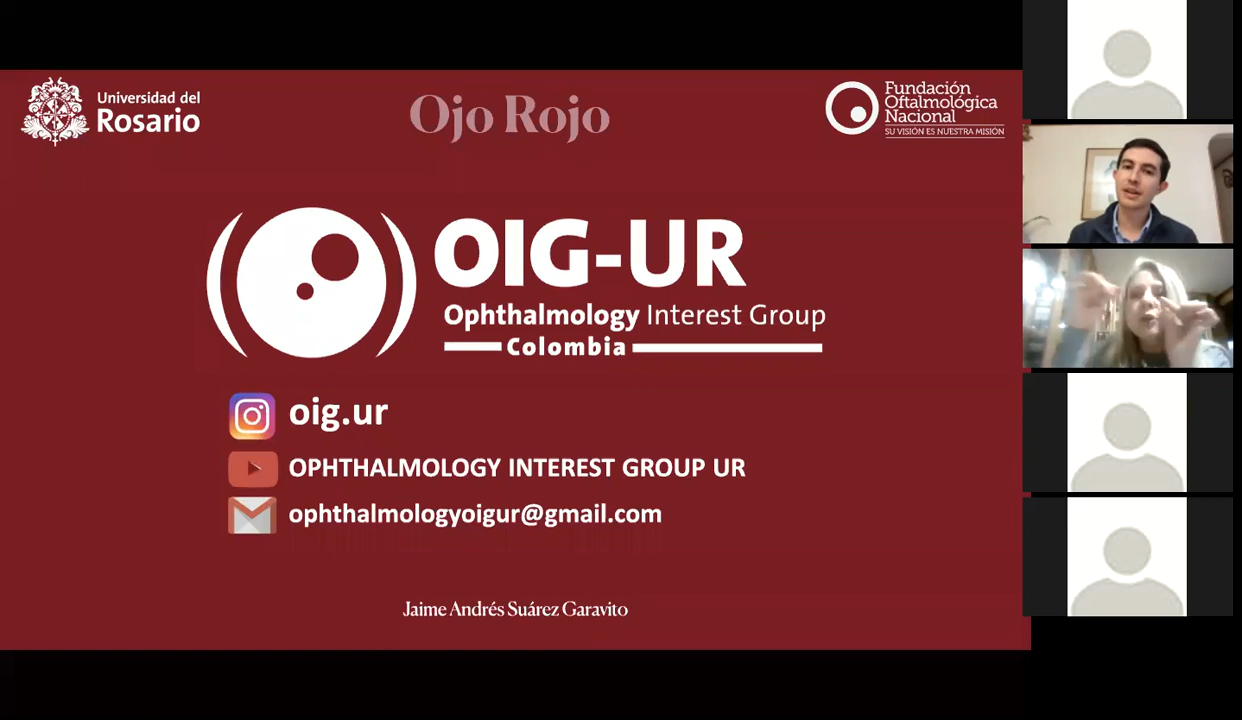 Universidad del
Rosario
Ojo Rojo
Fundación
Oftalmológica
Nacional
SU VISIÓN ES NUESTRA MISIÓN
OIG-UR
Ophthalmology Interest Group
Colombia
oig.ur
OPHTHALMOLOGY INTEREST GROUP UR
ophthalmologyoigur@gmail.com
Jaime Andrés Suárez Garavito